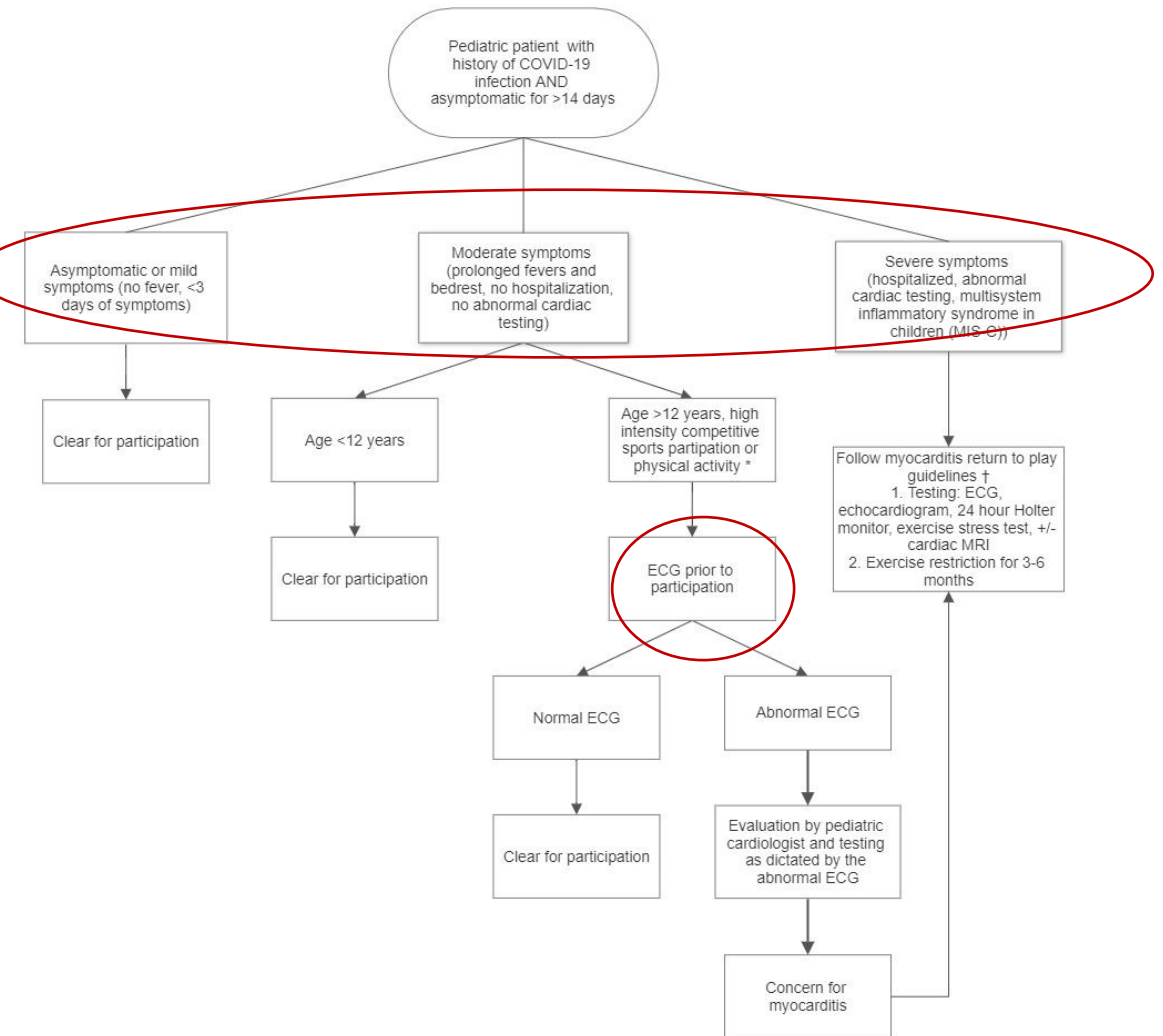 Pediatric patient with
history of COVID-19
infection AND
asymptomatic for >14 days
Asymptomatic or mild
symptoms (no fever, <3
days of symptoms)
Moderate symptoms
(prolonged fevers and
bedrest, no hospitalization,
no abnormal cardiac
testing)
Severe symptoms
(hospitalized, abnormal
cardiac testing, multisystem
inflammatory syndrome in
children (MIS-C))
Clear for participation
Age <12 years
Age >12 years, high
intensity competitive
sports partipation or
physical activity *
Follow myocarditis return to play
guidelines †
1. Testing: ECG,
echocardiogram, 24 hour Holter
monitor, exercise stress test, +/-
cardiac MRI
2. Exercise restriction for 3-6
months
Clear for participation
ECG prior to
participation
Normal ECG
Abnormal ECG
Clear for participation
Evaluation by pediatric
cardiologist and testing
as dictated by the
abnormal ECG
Concern for
myocarditis